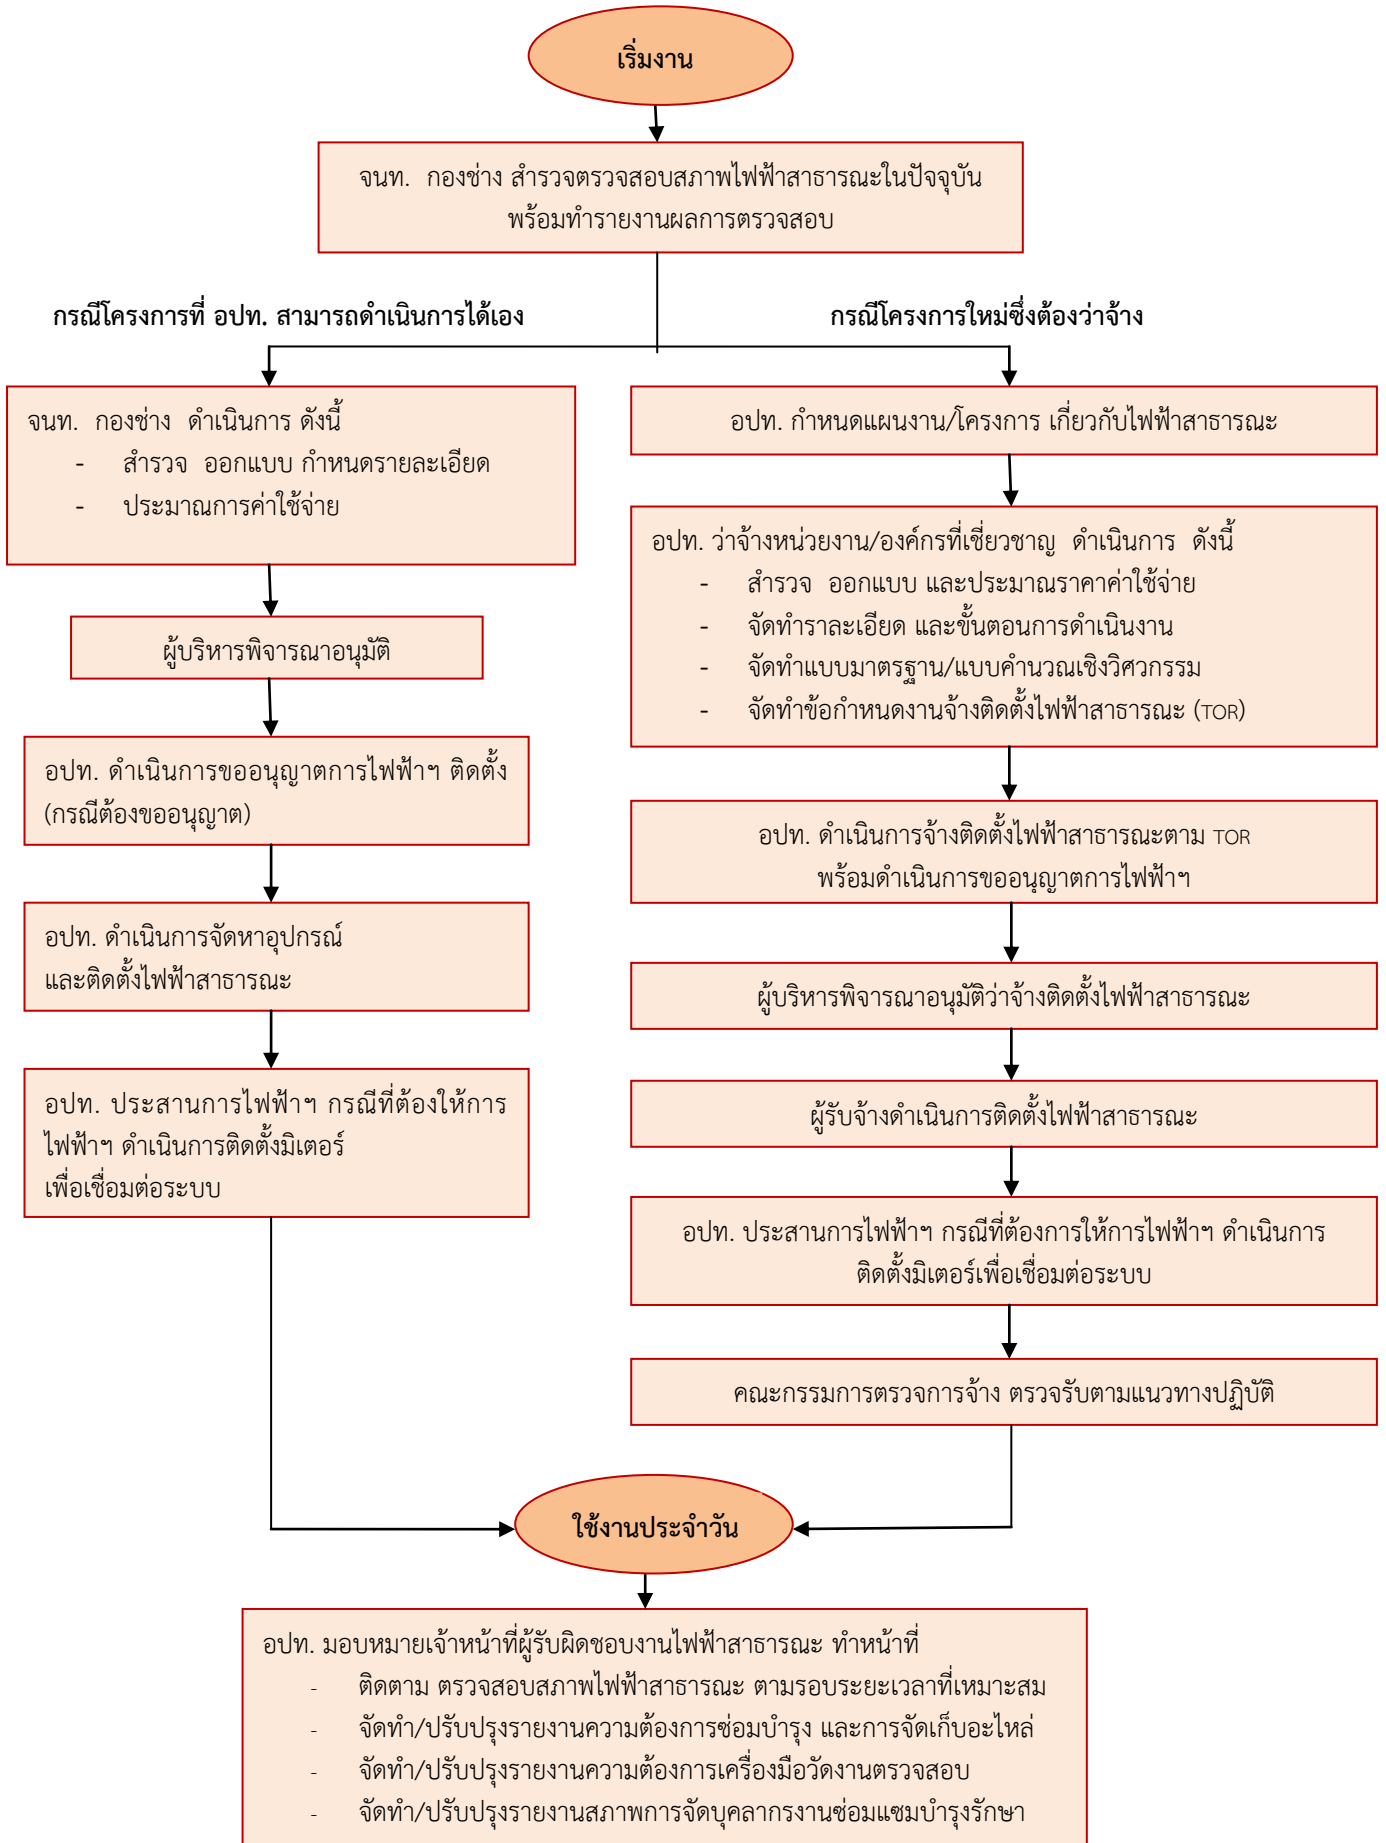 เริ่มงาน
จนท. กองช่าง สำรวจตรวจสอบสภาพไฟฟ้าสาธารณะในปัจจุบัน
พร้อมทำรายงานผลการตรวจสอบ
กรณีโครงการที่ อปท. สามารถดำเนินการได้เอง
กรณีโครงการใหม่ซึ่งต้องว่าจ้าง
จนท. กองช่าง ดำเนินการ ดังนี้
- สำรวจ ออกแบบ กำหนดรายละเอียด
- ประมาณการค่าใช้จ่าย
ผู้บริหารพิจารณาอนุมัติ
อปท. ดำเนินการขออนุญาตการไฟฟ้าฯ ติดตั้ง
(กรณีต้องขออนุญาต)
อปท. ดำเนินการจัดหาอุปกรณ์
และติดตั้งไฟฟ้าสาธารณะ
อปท. ประสานการไฟฟ้าฯ กรณีที่ต้องให้การ
ไฟฟ้าฯ ดำเนินการติดตั้งมิเตอร์
เพื่อเชื่อมต่อระบบ
อปท. กำหนดแผนงาน/โครงการ เกี่ยวกับไฟฟ้าสาธารณะ
อปท. ว่าจ้างหน่วยงาน/องค์กรที่เชี่ยวชาญ ดำเนินการ ดังนี้
- สำรวจ ออกแบบ และประมาณราคาค่าใช้จ่าย
- จัดทำราละเอียด และขั้นตอนการดำเนินงาน
- จัดทำแบบมาตรฐาน/แบบคำนวณเชิงวิศวกรรม
- จัดทำข้อกำหนดงานจ้างติดตั้งไฟฟ้าสาธารณะ (TOR)
อปท. ดำเนินการจ้างติดตั้งไฟฟ้าสาธารณะตาม TOR
พร้อมดำเนินการขออนุญาตการไฟฟ้าฯ
ผู้บริหารพิจารณาอนุมัติว่าจ้างติดตั้งไฟฟ้าสาธารณะ
ผู้รับจ้างดำเนินการติดตั้งไฟฟ้าสาธารณะ
อปท. ประสานการไฟฟ้าฯ กรณีที่ต้องการให้การไฟฟ้าฯ ดำเนินการ
ติดตั้งมิเตอร์เพื่อเชื่อมต่อระบบ
คณะกรรมการตรวจการจ้าง ตรวจรับตามแนวทางปฏิบัติ
ใช้งานประจำวัน
อปท. มอบหมายเจ้าหน้าที่ผู้รับผิดชอบงานไฟฟ้าสาธารณะ ทำหน้าที่
- ติดตาม ตรวจสอบสภาพไฟฟ้าสาธารณะ ตามรอบระยะเวลาที่เหมาะสม
- จัดทำ/ปรับปรุงรายงานความต้องการซ่อมบำรุง และการจัดเก็บอะไหล่
- จัดทำ/ปรับปรุงรายงานความต้องการเครื่องมือวัดงานตรวจสอบ
- จัดทำ/ปรับปรุงรายงานสภาพการจัดบุคลากรงานซ่อมแซมบำรุงรักษา